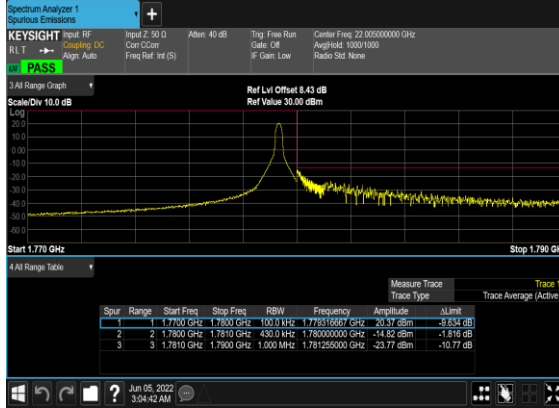 Spectrum Analyzer 1
Spurious Emissions
+
KEYSIGHT Input: RF Input Z: 50 Ω Atten: 40 dB Trig: Free Run Center Freq: 22.005000000 GHz
RLT Coupling: DC Corr CCorr Gate: Off Avg|Hold: 1000/1000
Align: Auto Freq Ref: Int (S) IF Gain: Low Radio Std: None
PASS
3 All Range Graph
Ref Lvl Offset 8.43 dB
Scale/Div 10.0 dB Ref Value 30.00 dBm
Log
20.0
10.0
0.00
-10.0
-20.0
-30.0
-40.0
-50.0
-60.0
Start 1.770 GHz Stop 1.790 GH
4 All Range Table
Measure Trace Trace 1
Trace Type Trace Average (Active
Spur Range Start Freq Stop Freq RBW Frequency Amplitude ΔLimit
1 1 1.7700 GHz 1.7800 GHz 100.0 kHz 1.779316667 GHz 20.37 dBm -9.634 dB
2 2 1.7800 GHz 1.7810 GHz 430.0 kHz 1.780000000 GHz -14.82 dBm -1.816 dB
3 3 1.7810 GHz 1.7900 GHz 1.000 MHz 1.781255000 GHz -23.77 dBm -10.77 dB
? Jun 05, 2022
3:04:42 AM